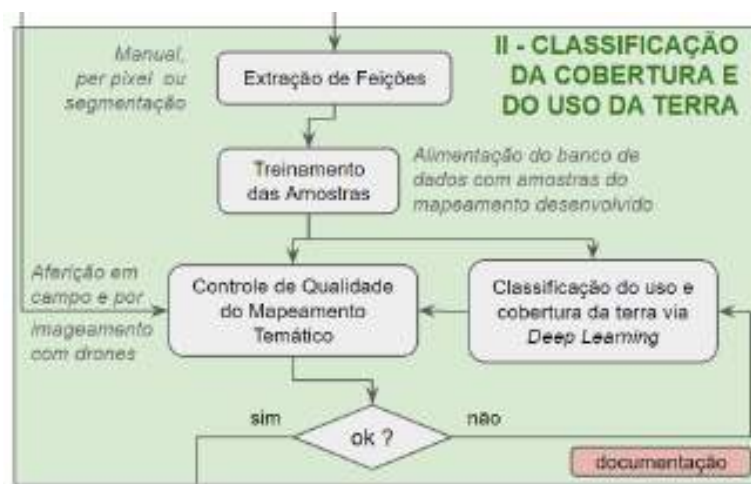 II - CLASSIFICAÇÃO
DA COBERTURA E
DO USO DA TERRA
Manual,
per pixel ou
segmentação
Extração de Feições
Treinamento
das Amostras
Alimentação do banco de
dados com amostras do
mapeamento desenvolvido
Aferição em
campo e por
imageamento
com drones
Controle de Qualidade
do Mapeamento
Temático
Classificação do uso e
cobertura da terra via
Deep Learning
sim
ok ?
não
documentação